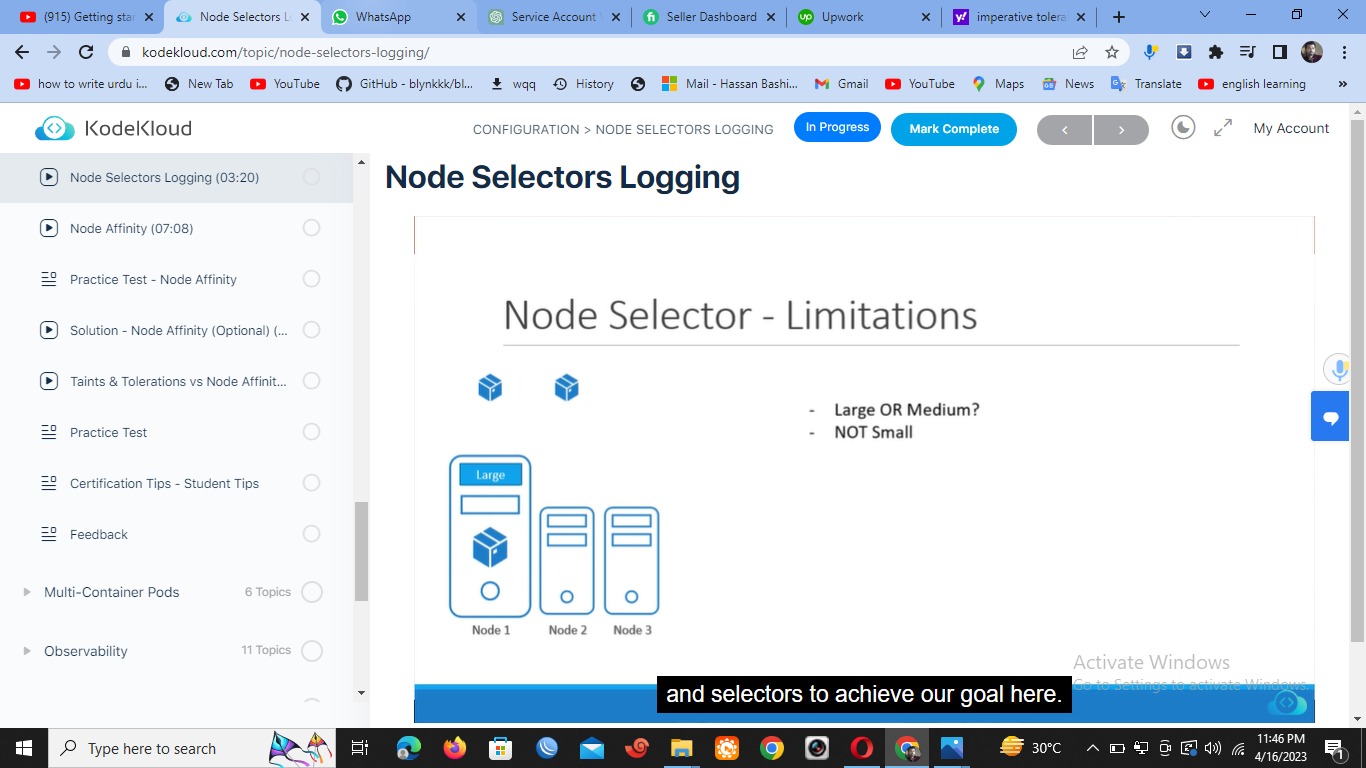 (915) Getting star
Node Selectors L
WhatsApp
Service Account
Seller Dashboard
Upwork
imperative tolera
kodekloud.com/topic/node-selectors-logging/
how to write urdu i...
New Tab
YouTube
GitHub - blynkkk/bl...
wqq
History
Mail - Hassan Bashi...
Gmail
YouTube
Maps
News
Translate
english learning
»
KodeKloud
CONFIGURATION > NODE SELECTORS LOGGING
In Progress
Mark Complete
My Account
Node Selectors Logging (03:20)
Node Affinity (07:08)
Practice Test - Node Affinity
Solution - Node Affinity (Optional) (...
Taints & Tolerations vs Node Affinit...
Practice Test
Certification Tips - Student Tips
Feedback
Multi-Container Pods 6 Topics
Observability 11 Topics
Node Selectors Logging
Node Selector - Limitations
- Large OR Medium?
- NOT Small
Large
Node 1 Node 2 Node 3
Activate Windows
Go to Settings to activate Windows.
and selectors to achieve our goal here.
Type here to search
30°C
11:46 PM
4/16/2023
1